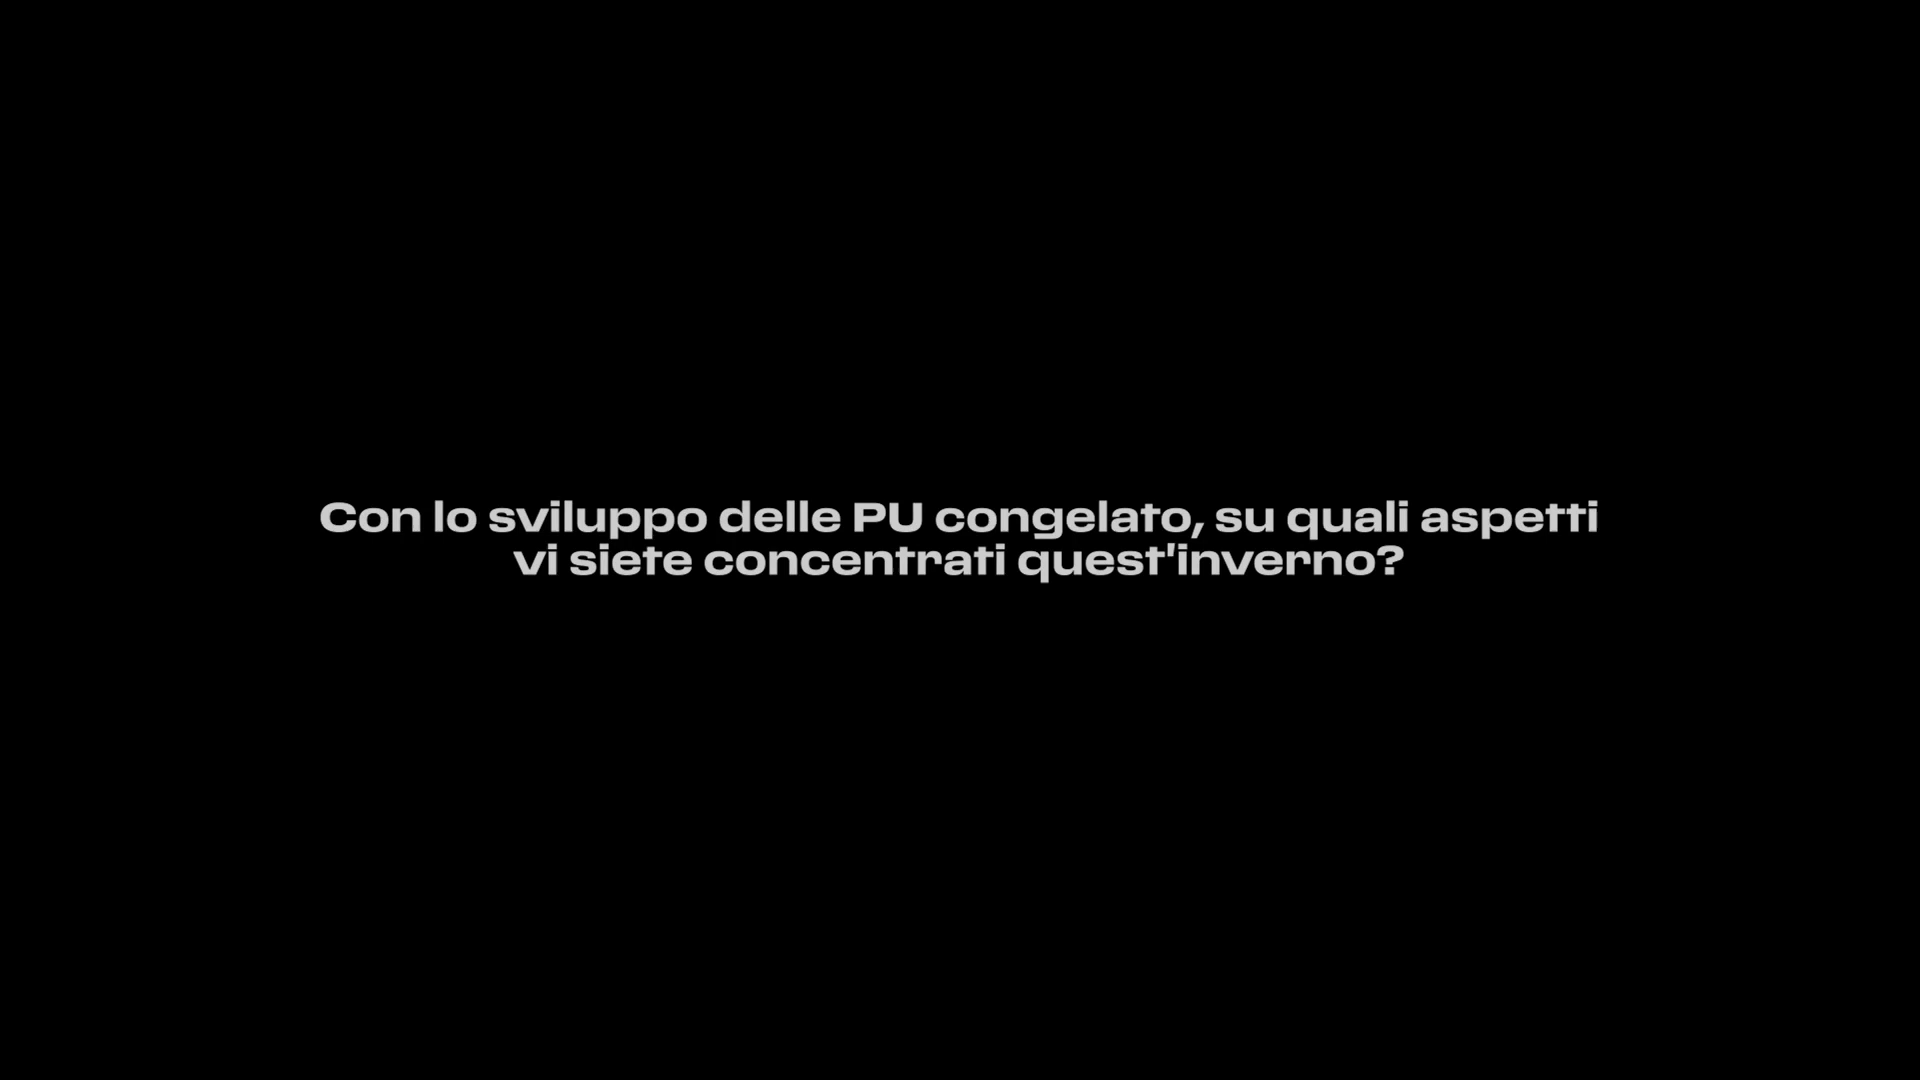 Con lo sviluppo delle PU congelato, su quali aspetti
vi siete concentrati quest'inverno?